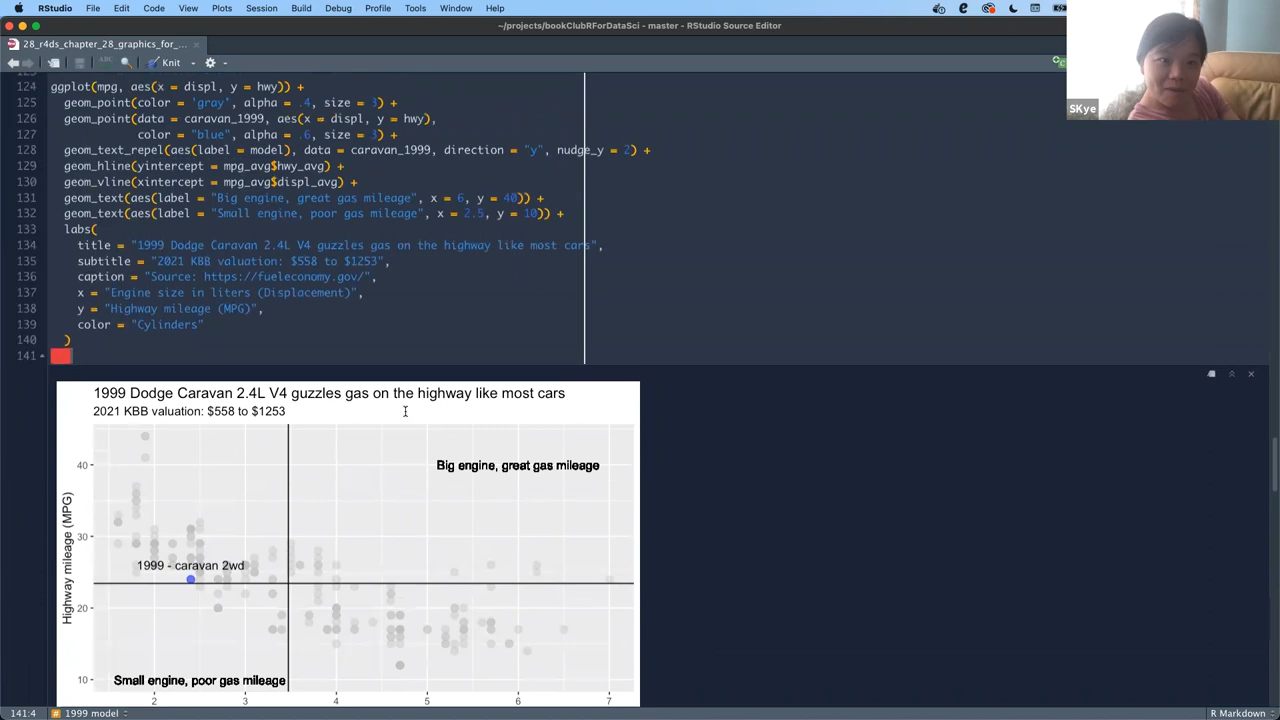 RStudio File Edit Code View Plots Session Build Debug Profile Tools Window Help
~/projects/bookClubRForDataSci - master - RStudio Source Editor
28_r4ds_chapter_28_graphics_for_...
ABC Knit
124 ggplot(mpg, aes(x = displ, y = hwy)) +
125 geom_point(color = 'gray', alpha = .4, size = 3) +
126 geom_point(data = caravan_1999, aes(x = displ, y = hwy),
127 color = "blue", alpha = .6, size = 3) +
128 geom_text_repel(aes(label = model), data = caravan_1999, direction = "y", nudge_y = 2) +
129 geom_hline(yintercept = mpg_avg$hwy_avg) +
130 geom_vline(xintercept = mpg_avg$displ_avg) +
131 geom_text(aes(label = "Big engine, great gas mileage", x = 6, y = 40)) +
132 geom_text(aes(label = "Small engine, poor gas mileage", x = 2.5, y = 10)) +
133 labs(
134 title = "1999 Dodge Caravan 2.4L V4 guzzles gas on the highway like most cars",
135 subtitle = "2021 KBB valuation: $558 to $1253",
136 caption = "Source: https://fueleconomy.gov/",
137 x = "Engine size in liters (Displacement)",
138 y = "Highway mileage (MPG)",
139 color = "Cylinders"
140 )
141
SKye
1999 Dodge Caravan 2.4L V4 guzzles gas on the highway like most cars
2021 KBB valuation: $558 to $1253
Highway mileage (MPG)
40
30
20
10
Big engine, great gas mileage
1999 - caravan 2wd
Small engine, poor gas mileage
2 3 4 5 6 7
141:4 # 1999 model R Markdown